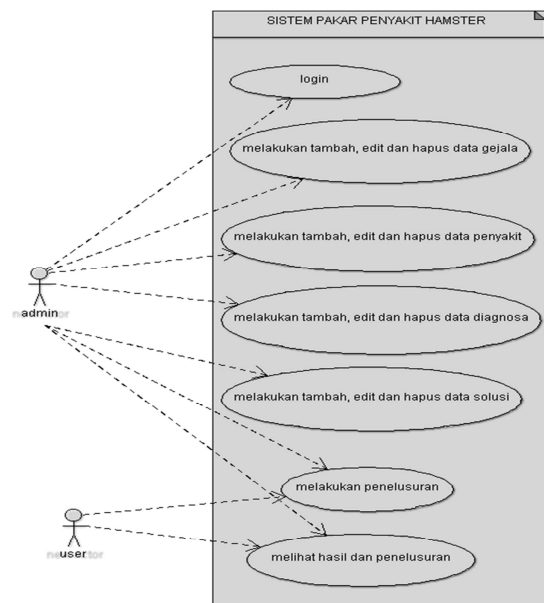 SISTEM PAKAR PENYAKIT HAMSTER
login
melakukan tambah, edit dan hapus data gejala
melakukan tambah, edit dan hapus data penyakit
admin
melakukan tambah, edit dan hapus data diagnosa
melakukan tambah, edit dan hapus data solusi
melakukan penelusuran
user
melihat hasil dan penelusuran